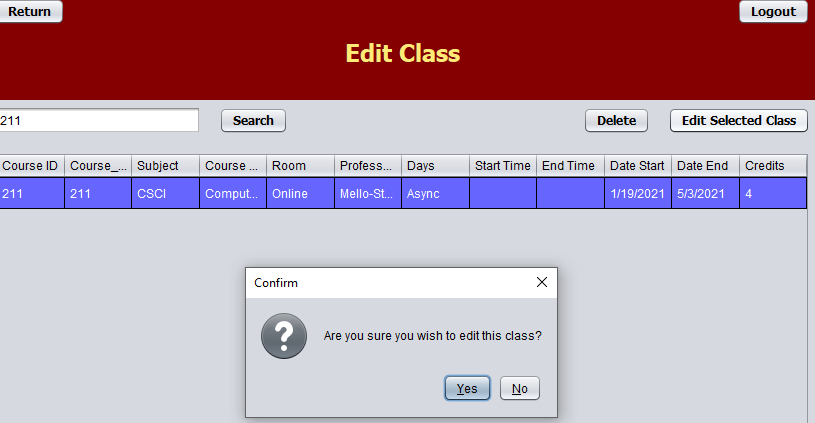 Return Logout
Edit Class
211 Search Delete Edit Selected Class
Course ID Course_... Subject Course ... Room Profess... Days Start Time End Time Date Start Date End Credits
211 211 CSCI Comput... Online Mello-St... Async 1/19/2021 5/3/2021 4
Confirm
Are you sure you wish to edit this class?
Yes No